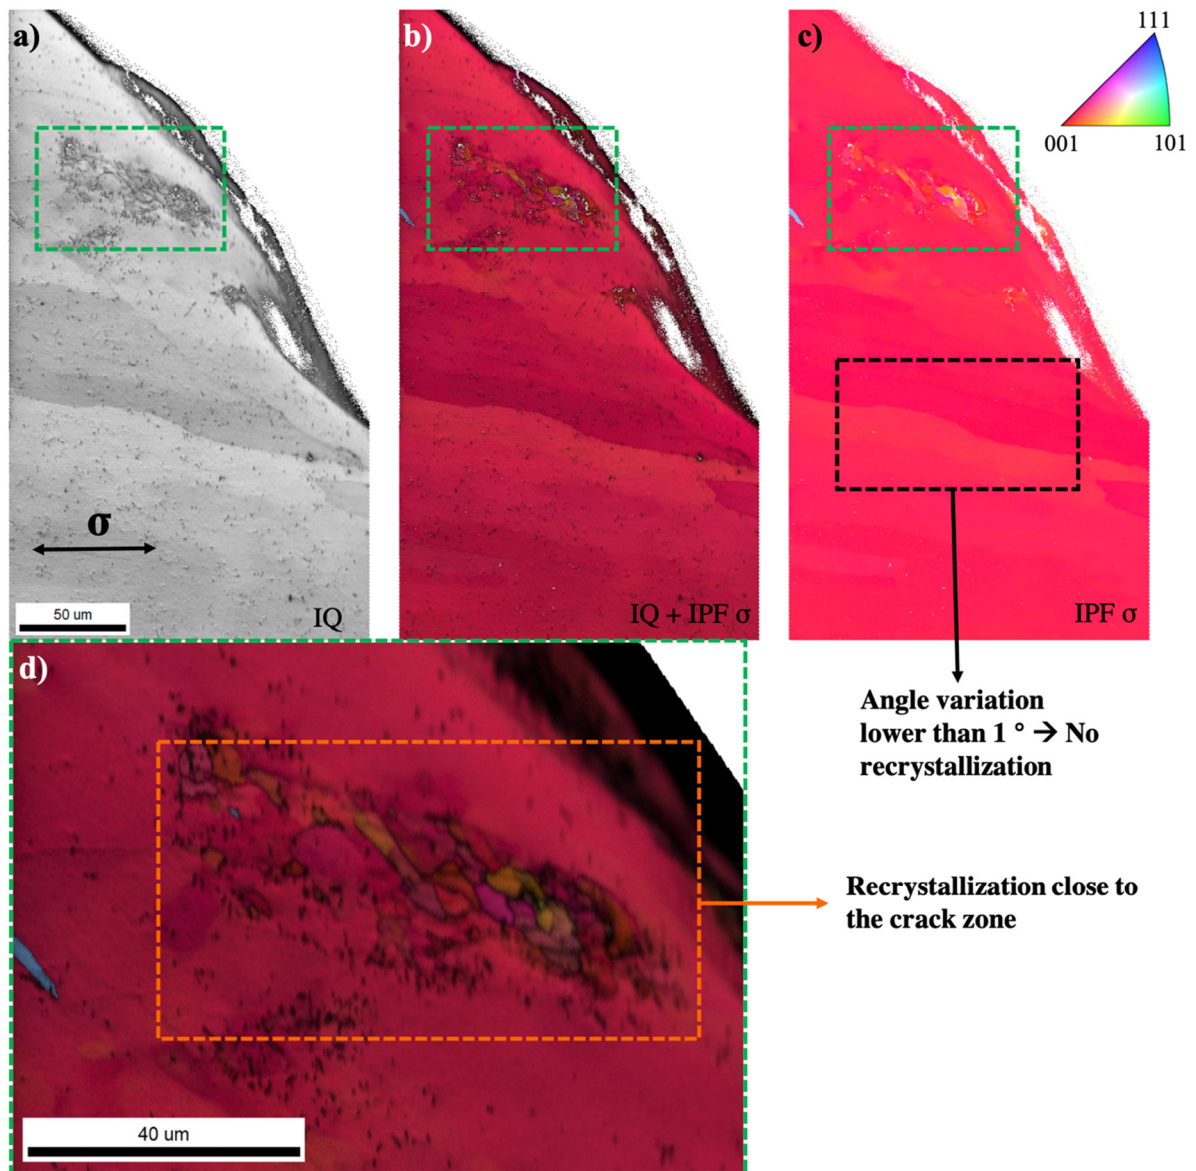 a)
b)
c)
111
001
101
σ
50 um
IQ
IQ + IPF σ
IPF σ
Angle variation
lower than 1 ° → No
recrystallization
d)
Recrystallization close to
the crack zone
40 um